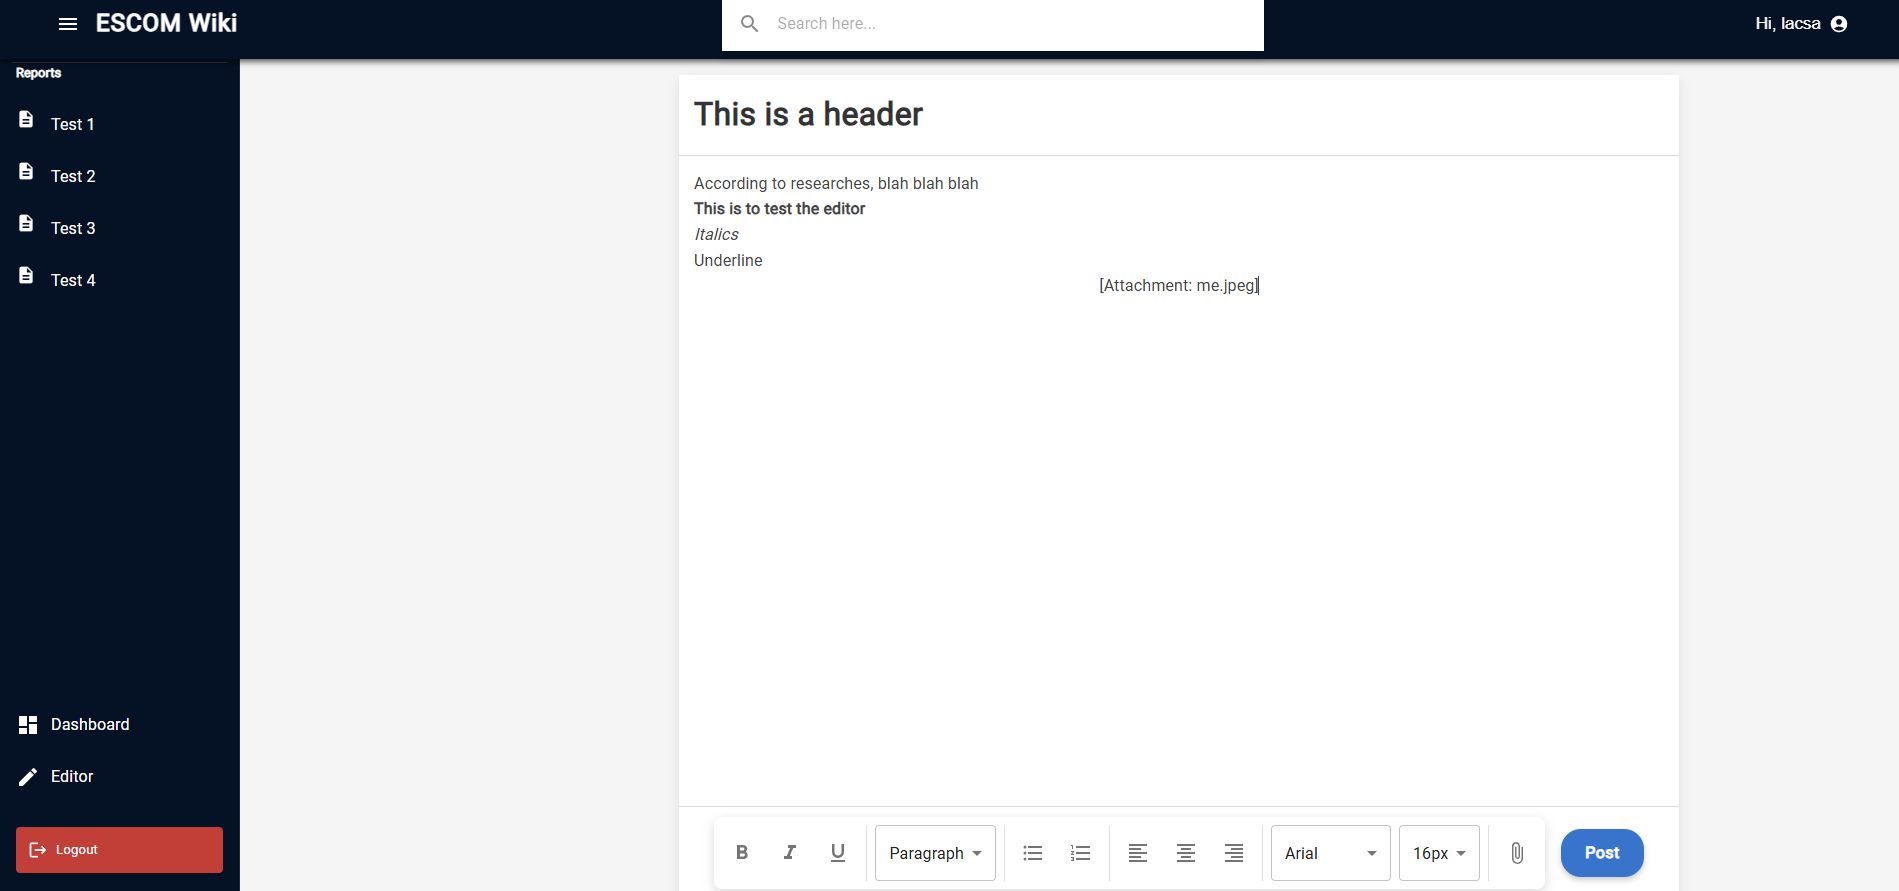 ESCOM Wiki
Search here...
Hi, lacsa
Reports
Test 1
Test 2
Test 3
Test 4
Dashboard
Editor
Logout
This is a header
According to researches, blah blah blah
This is to test the editor
Italics
Underline
[Attachment: me.jpeg]
B I U Paragraph Arial 16px Post